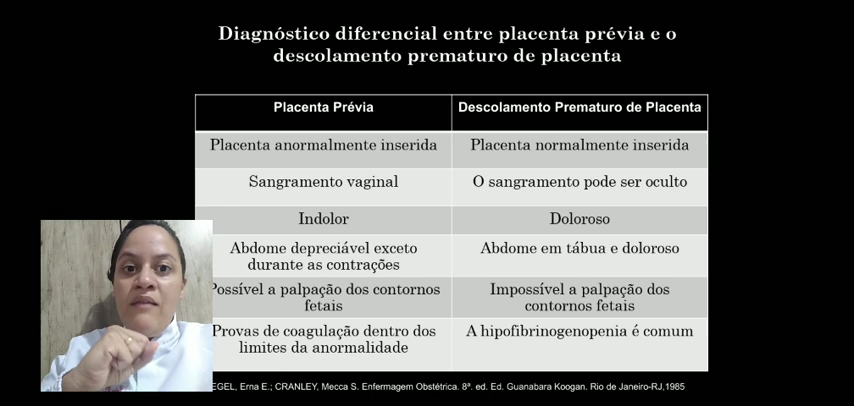 Diagnóstico diferencial entre placenta prévia e o
descolamento prematuro de placenta
Placenta Prévia
Descolamento Prematuro de Placenta
Placenta anormalmente inserida
Placenta normalmente inserida
Sangramento vaginal
O sangramento pode ser oculto
Indolor
Doloroso
Abdome depreciável exceto
durante as contrações
Abdome em tábua e doloroso
Possível a palpação dos contornos
fetais
Impossível a palpação dos
contornos fetais
Provas de coagulação dentro dos
limites da anormalidade
A hipofibrinogenopenia é comum
EGEL, Erna E.; CRANLEY, Mecca S. Enfermagem Obstétrica. 8ª. ed. Ed. Guanabara Koogan. Rio de Janeiro-RJ,1985